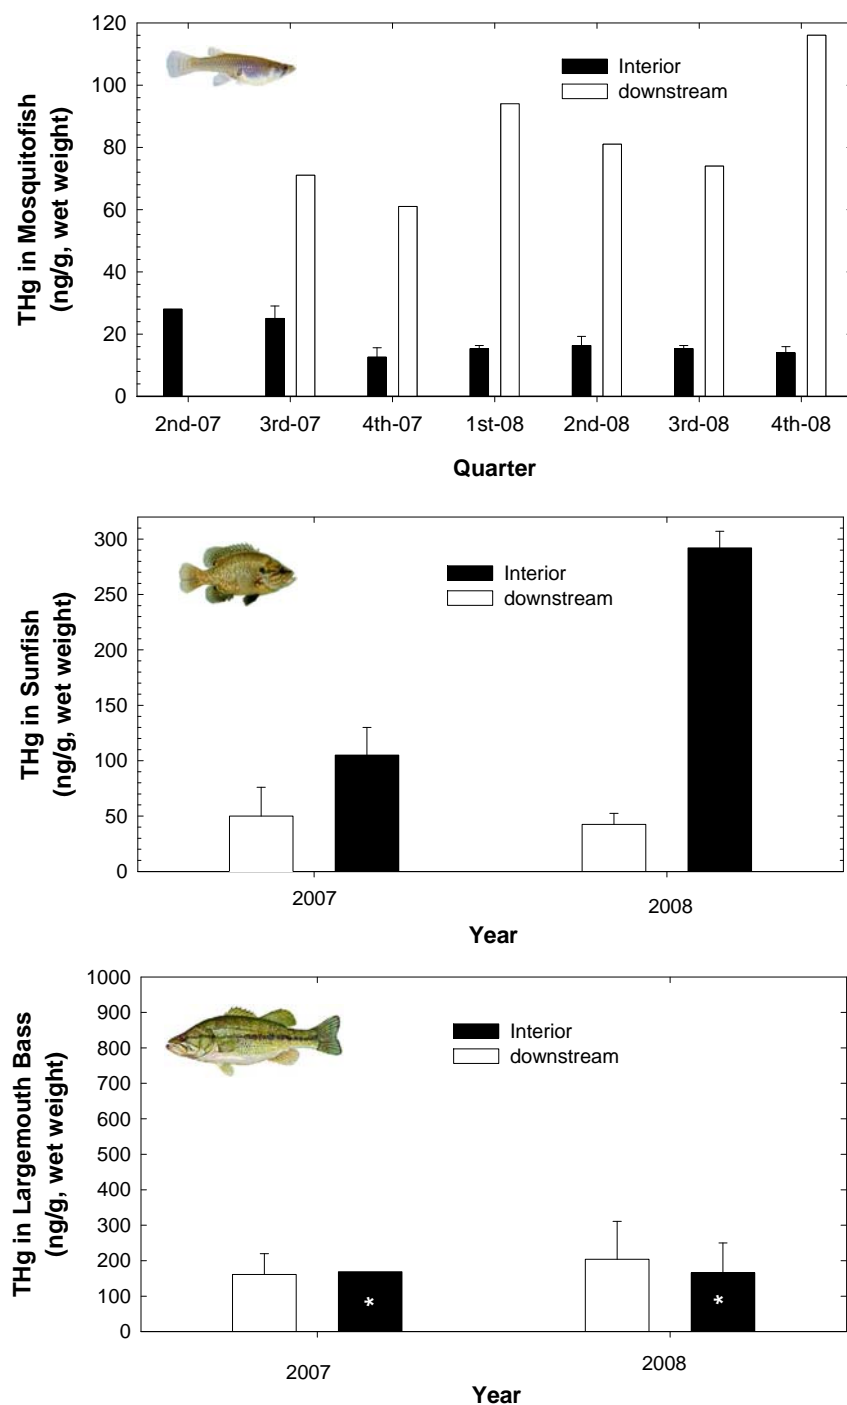 THg in Mosquitofish
(ng/g, wet weight)
120
100
80
60
40
20
0
Interior
downstream
2nd-07 3rd-07 4th-07 1st-08 2nd-08 3rd-08 4th-08
Quarter
THg in Sunfish
(ng/g, wet weight)
300
250
200
150
100
50
0
Interior
downstream
2007 2008
Year
THg in Largemouth Bass
(ng/g, wet weight)
1000
900
800
700
600
500
400
300
200
100
0
Interior
downstream
* *
2007 2008
Year